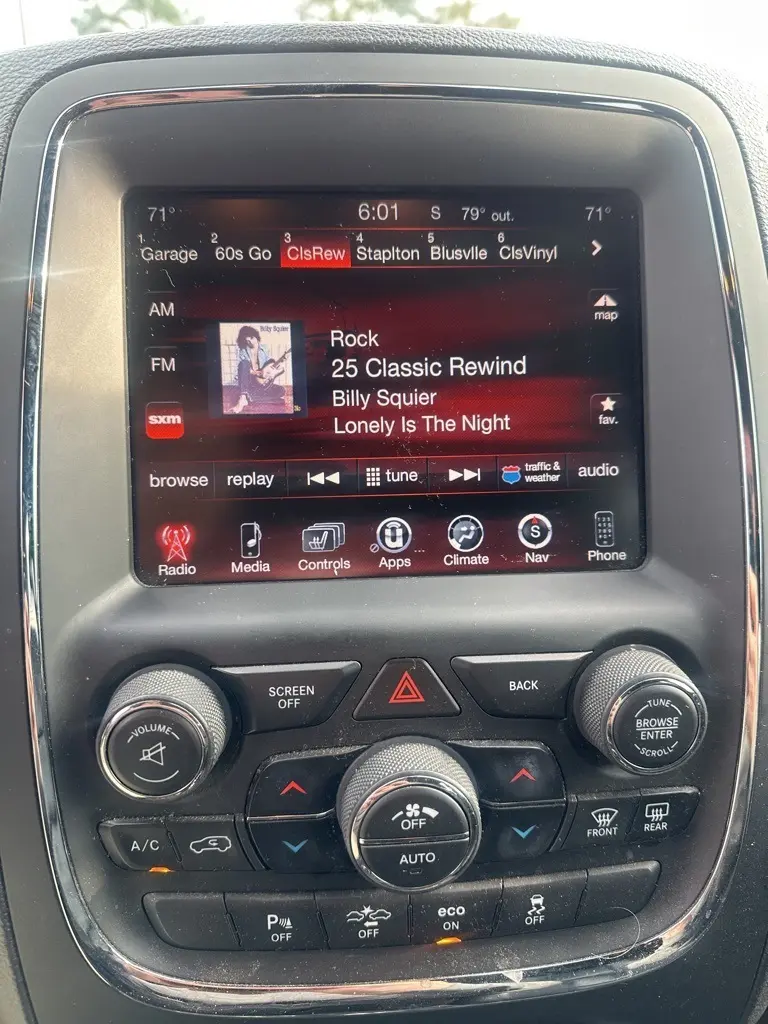 71° 6:01 S 79° out. 71°
1 Garage 2 60s Go 3 ClsRew 4 Staplton 5 Blusvlle 6 ClsVinyl
AM
map
Billy Squier
Rock
FM
25 Classic Rewind
Billy Squier
sxm
Lonely Is The Night
fav.
browse replay tune traffic & weather audio
Radio Media Controls Apps Climate Nav Phone
S
SCREEN OFF
BACK
VOLUME
TUNE
BROWSE
ENTER
SCROLL
OFF
AUTO
A/C
FRONT
REAR
P OFF
OFF
eco ON
OFF